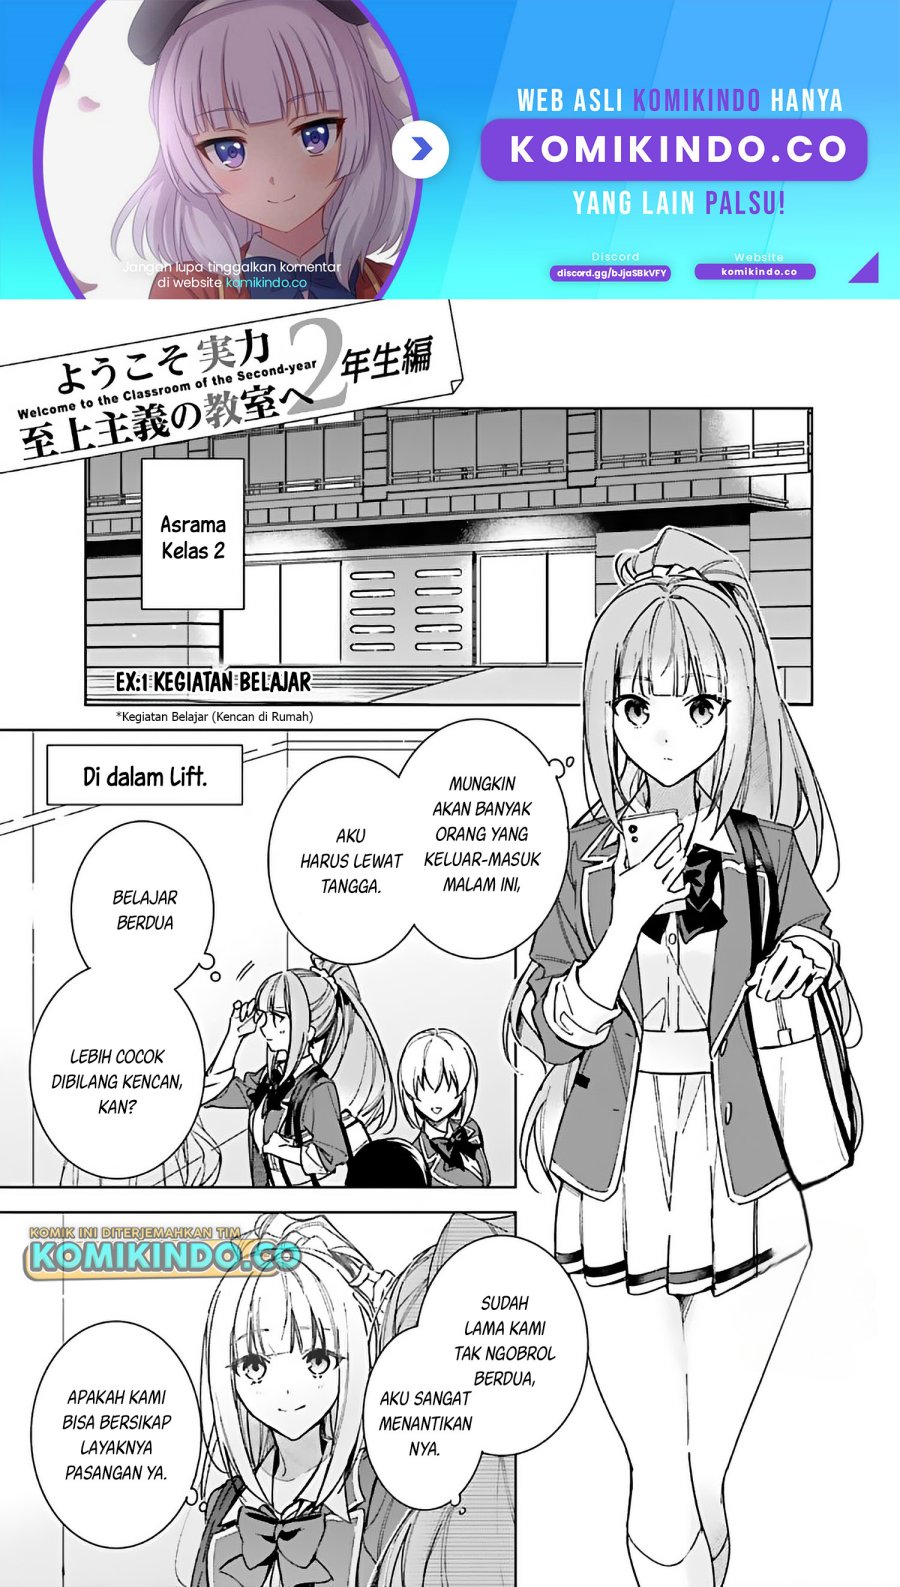 WEB ASLI KOMIKINDO HANYA
KOMIKINDO.CO
YANG LAIN PALSU!
Discord
discord.gg/bJjaSBkVFY
Website
komikindo.co
Jangan lupa tinggalkan komentar
di website komikindo.co
ようこそ実力
Welcome to the Classroom of the Second-year
至上主義の教室へ
2年生編
Asrama
Kelas 2
EX:1 KEGIATAN BELAJAR
*Kegiatan Belajar (Kencan di Rumah)
Di dalam Lift.
MUNGKIN
AKAN BANYAK
ORANG YANG
KELUAR-MASUK
MALAM INI,
AKU
HARUS LEWAT
TANGGA.
BELAJAR
BERDUA
LEBIH COCOK
DIBILANG KENCAN,
KAN?
KOMIK INI DITERJEMAHKAN TIM
KOMIKINDO.CO
SUDAH
LAMA KAMI
TAK NGOBROL
BERDUA,
AKU SANGAT
MENANTIKAN
NYA.
APAKAH KAMI
BISA BERSIKAP
LAYAKNYA
PASANGAN YA.